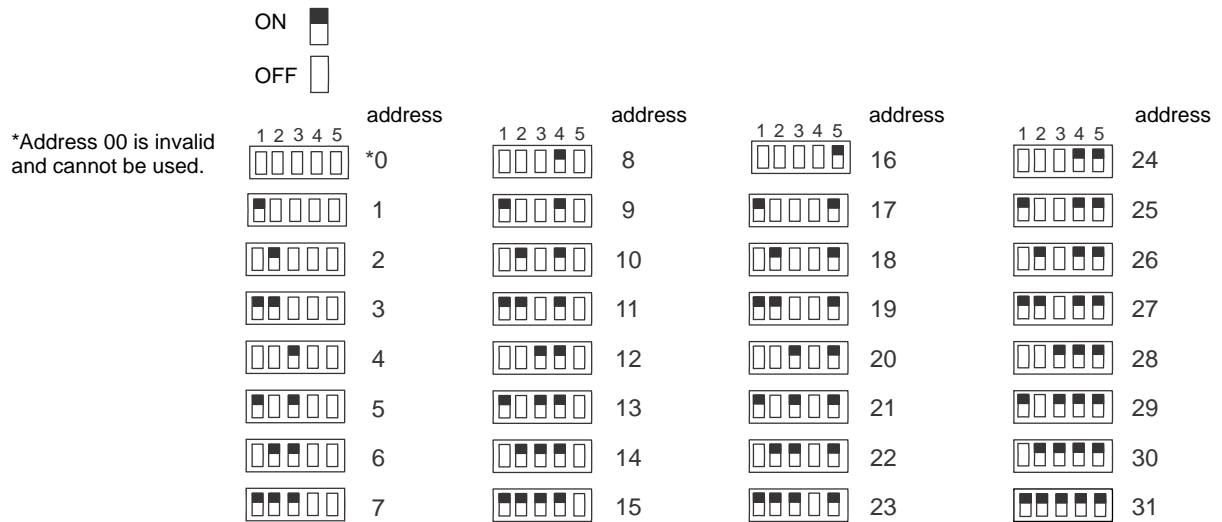 ON
OFF
*Address 00 is invalid
and cannot be used.
address address address address
1 2 3 4 5 *0 1 2 3 4 5 8 1 2 3 4 5 16 1 2 3 4 5 24
1 9 17 25
2 10 18 26
3 11 19 27
4 12 20 28
5 13 21 29
6 14 22 30
7 15 23 31